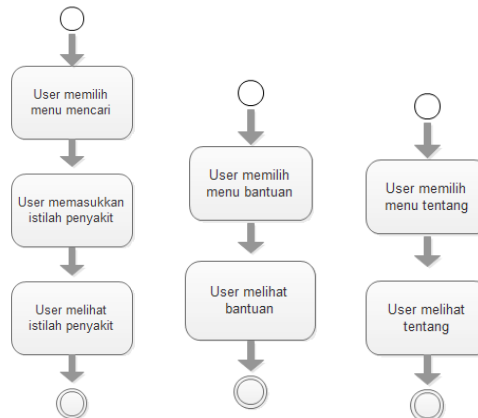 User memilih
menu mencari
User memasukkan
istilah penyakit
User melihat
istilah penyakit
User memilih
menu bantuan
User melihat
bantuan
User memilih
menu tentang
User melihat
tentang